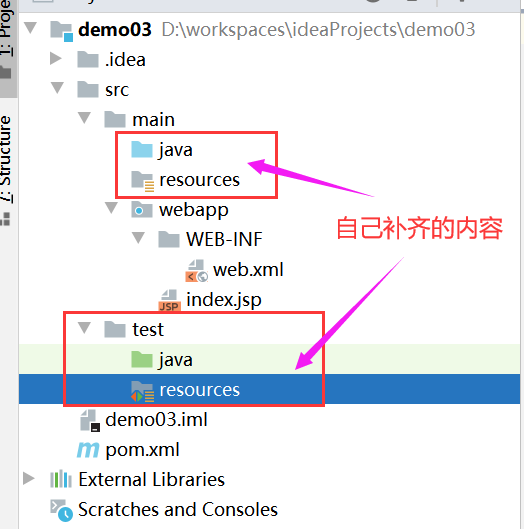 1: Project
demo03 D:\workspaces\ideaProjects\demo03
.idea
src
main
java
resources
webapp
WEB-INF
web.xml
JSP index.jsp
自己补齐的内容
test
java
resources
demo03.iml
m pom.xml
External Libraries
Scratches and Consoles
7: Structure